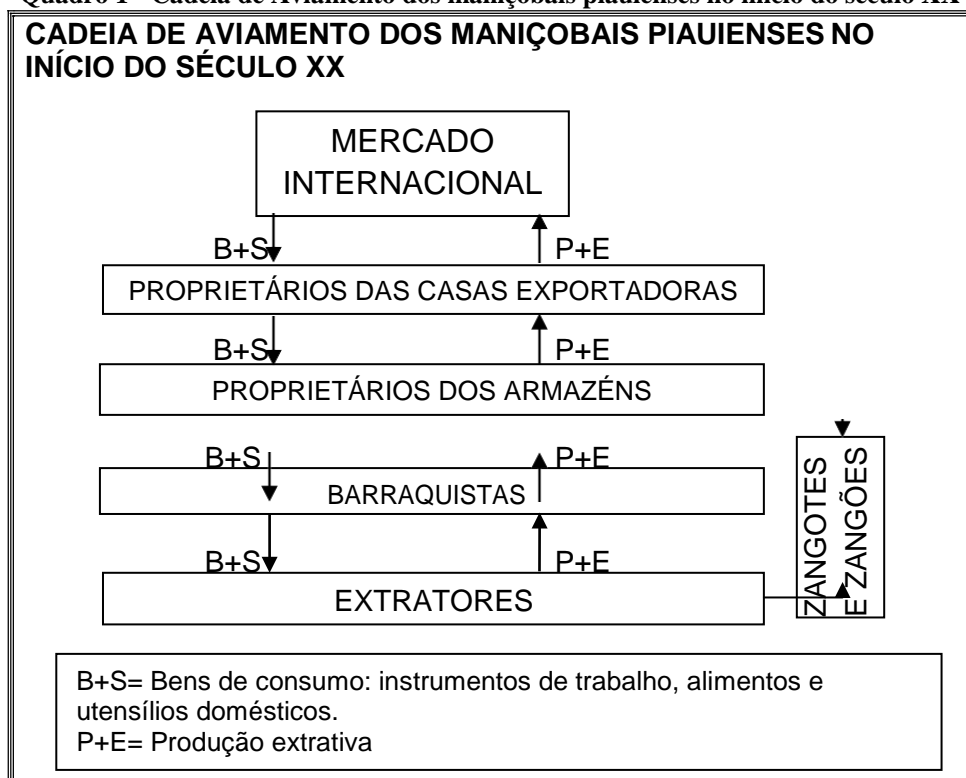 Quadro 1 - Cadeia de Aviamento dos maniçobais piauienses no início do século XX
CADEIA DE AVIAMENTO DOS MANIÇOBAIS PIAUIENSES NO
INÍCIO DO SÉCULO XX
MERCADO
INTERNACIONAL
B+S P+E
PROPRIETÁRIOS DAS CASAS EXPORTADORAS
B+S P+E
PROPRIETÁRIOS DOS ARMAZÉNS
B+S P+E
BARRAQUISTAS
B+S P+E
EXTRATORES
ZANGOTES
E ZANGÕES
B+S= Bens de consumo: instrumentos de trabalho, alimentos e
utensílios domésticos.
P+E= Produção extrativa